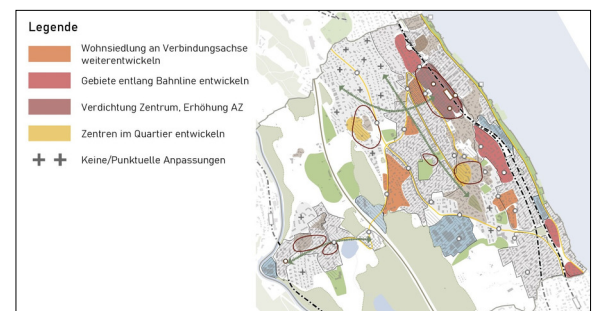 Legende
Wohnsiedlung an Verbindungsachse
weiterentwickeln
Gebiete entlang Bahnline entwickeln
Verdichtung Zentrum, Erhöhung AZ
Zentren im Quartier entwickeln
Keine/Punktuelle Anpassungen